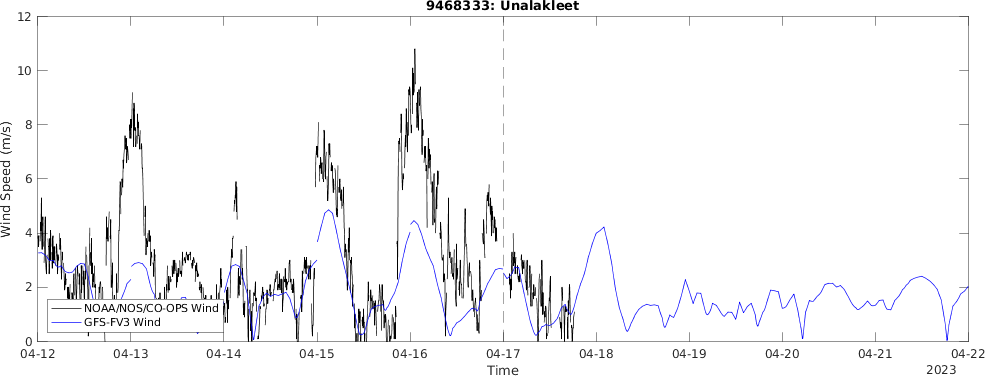 9468333: Unalakleet
12
10
8
6
4
2
0
Wind Speed (m/s)
NOAA/NOS/CO-OPS Wind
GFS-FV3 Wind
04-12 04-13 04-14 04-15 04-16 04-17 04-18 04-19 04-20 04-21 04-22
Time
2023